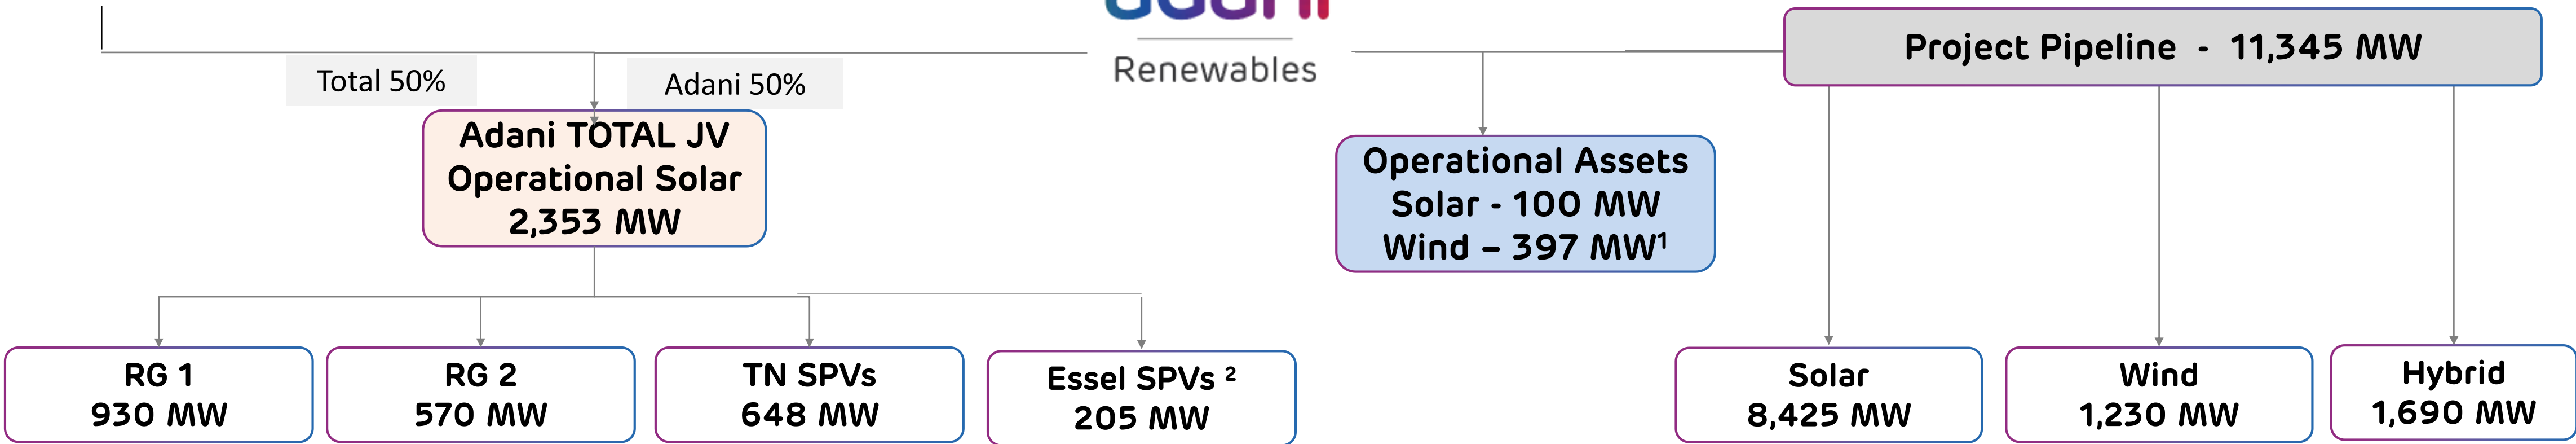 adani
Renewables
Project Pipeline - 11,345 MW
Total 50%
Adani 50%
Adani TOTAL JV
Operational Solar
2,353 MW
Operational Assets
Solar - 100 MW
Wind – 397 MW¹
RG 1
930 MW
RG 2
570 MW
TN SPVs
648 MW
Essel SPVs ²
205 MW
Solar
8,425 MW
Wind
1,230 MW
Hybrid
1,690 MW